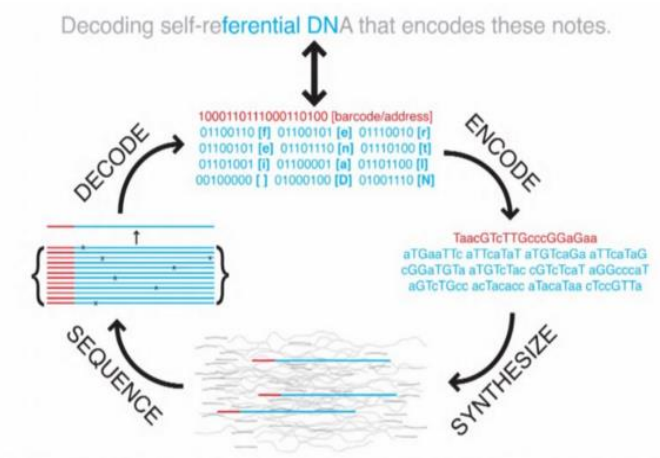 Decoding self-referential DNA that encodes these notes.
1000110111000110100 [barcode/address]
01100110 [f] 01100101 [e] 01110010 [r]
01100101 [e] 01101110 [n] 01110100 [t]
01101001 [i] 01100001 [a] 01101100 [l]
00100000 [ ] 01000100 [D] 01001110 [N]
ENCODE
TaacGTcTTGcccGGaGaa
aTGaaTTc aTTcaTaT aTGTcaGa aTTcaTaG
cGGaTGTa aTGTcTac cGTcTcaT aGGcccaT
aGTcTGcc acTacacc aTacaTaa cTccGTTa
SYNTHESIZE
SEQUENCE
DECODE